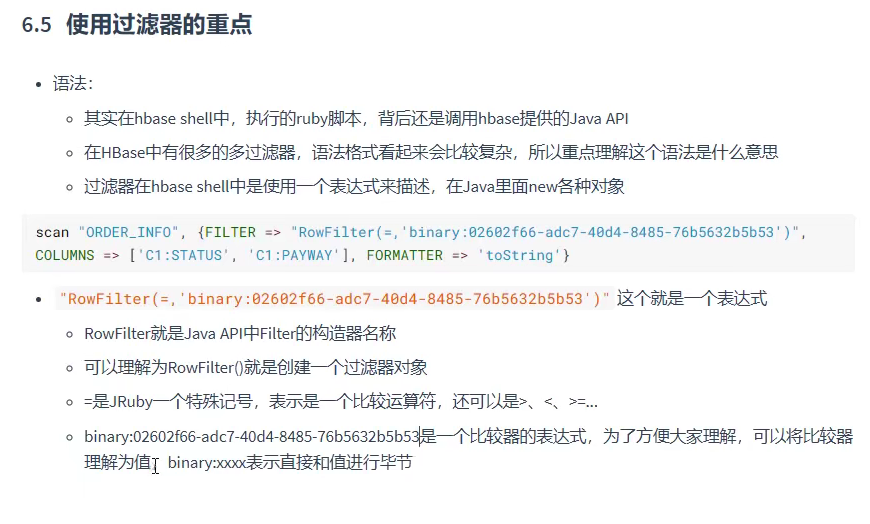 6.5 使用过滤器的重点
语法：
其实在hbase shell中，执行的ruby脚本，背后还是调用hbase提供的Java API
在HBase中有很多的多过滤器，语法格式看起来会比较复杂，所以重点理解这个语法是什么意思
过滤器在hbase shell中是使用一个表达式来描述，在Java里面new各种对象
scan "ORDER_INFO", {FILTER => "RowFilter(=,'binary:02602f66-adc7-40d4-8485-76b5632b5b53')",
COLUMNS => ['C1:STATUS', 'C1:PAYWAY'], FORMATTER => 'toString'}
"RowFilter(=,'binary:02602f66-adc7-40d4-8485-76b5632b5b53')" 这个就是一个表达式
RowFilter就是Java API中Filter的构造器名称
可以理解为RowFilter()就是创建一个过滤器对象
=是JRuby一个特殊记号，表示是一个比较运算符，还可以是>、<、>=...
binary:02602f66-adc7-40d4-8485-76b5632b5b53是一个比较器的表达式，为了方便大家理解，可以将比较器
理解为值，binary:xxxx表示直接和值进行毕节